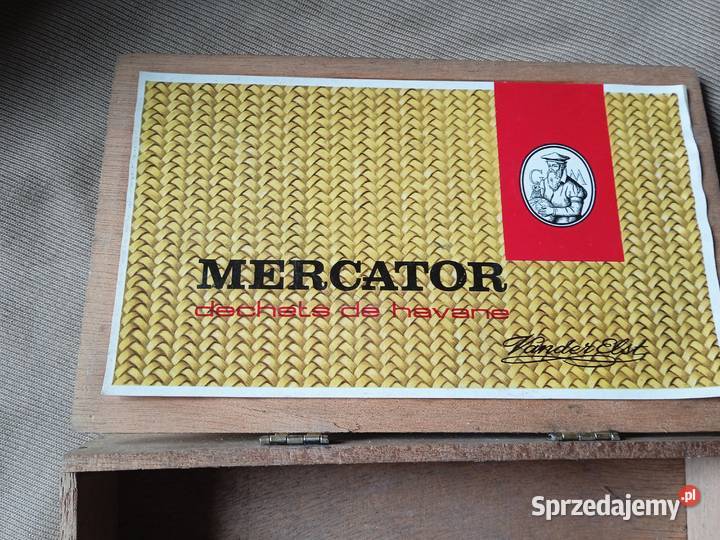 MERCATOR
dechets de havane
Vander Elst
Sprzedajemy.pl